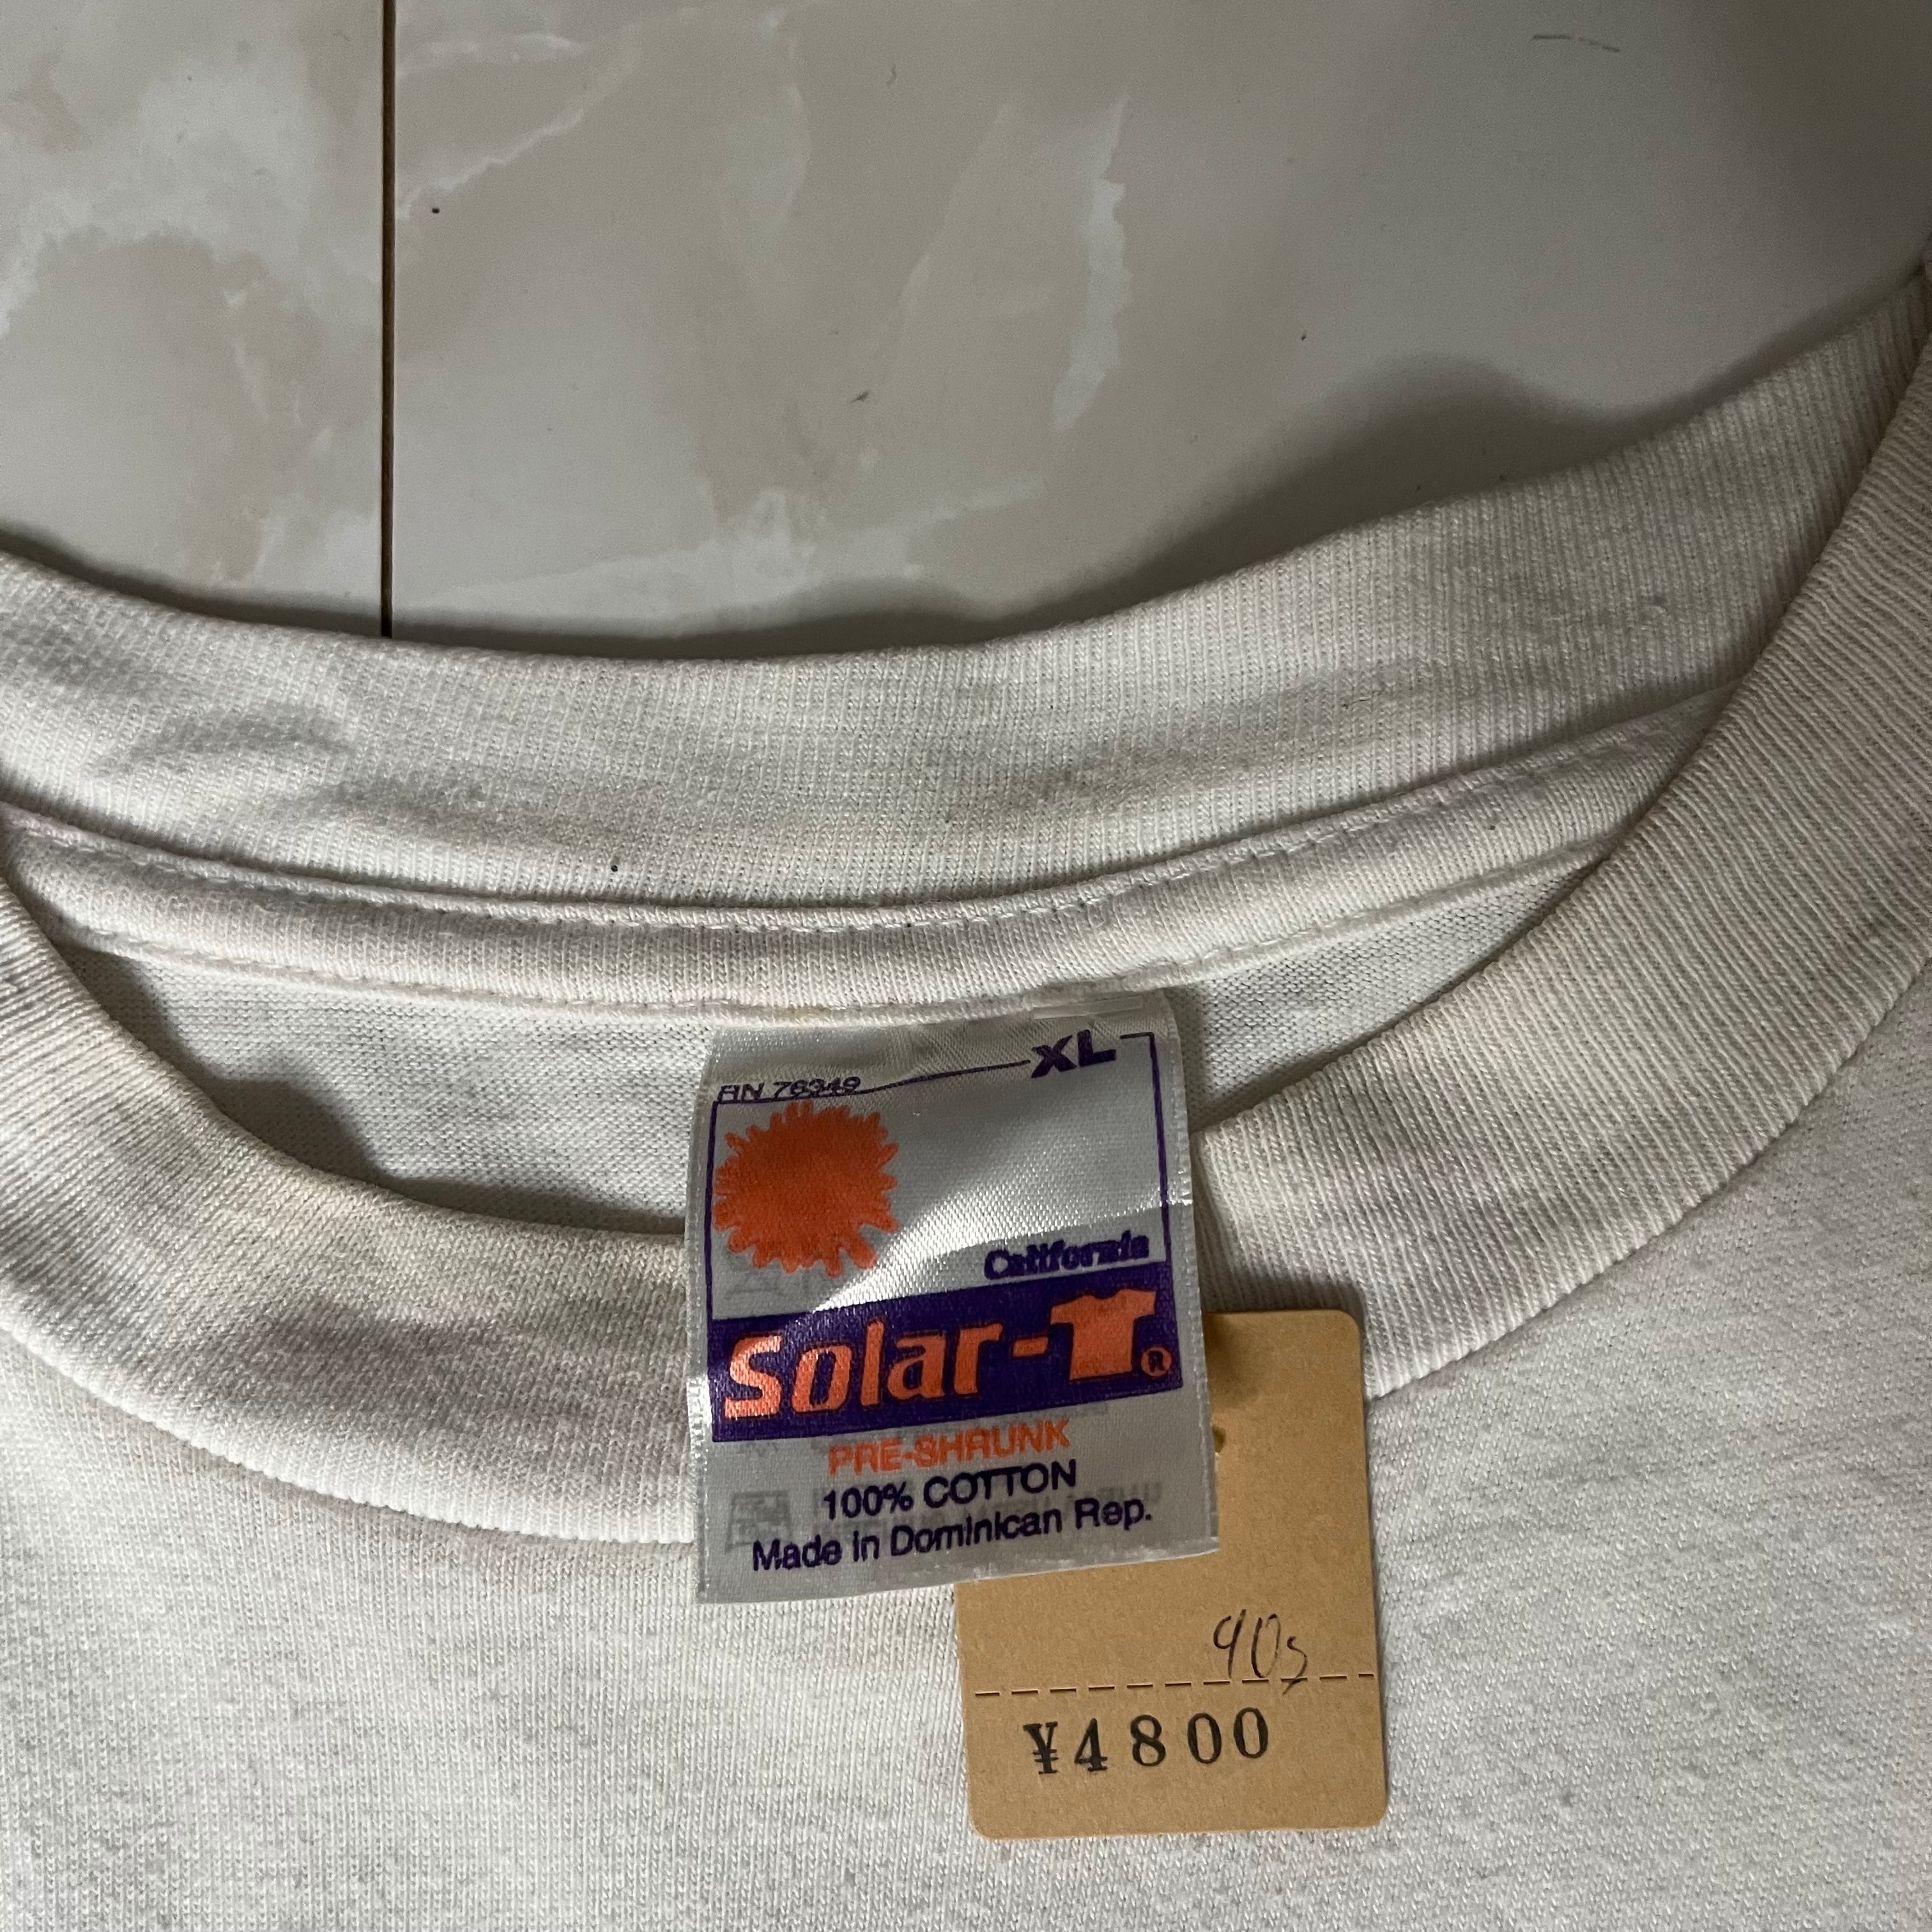 XL
RN 76349
California
Solar-T®
PRE-SHRUNK
100% COTTON
Made in Dominican Rep.
90s
¥4800